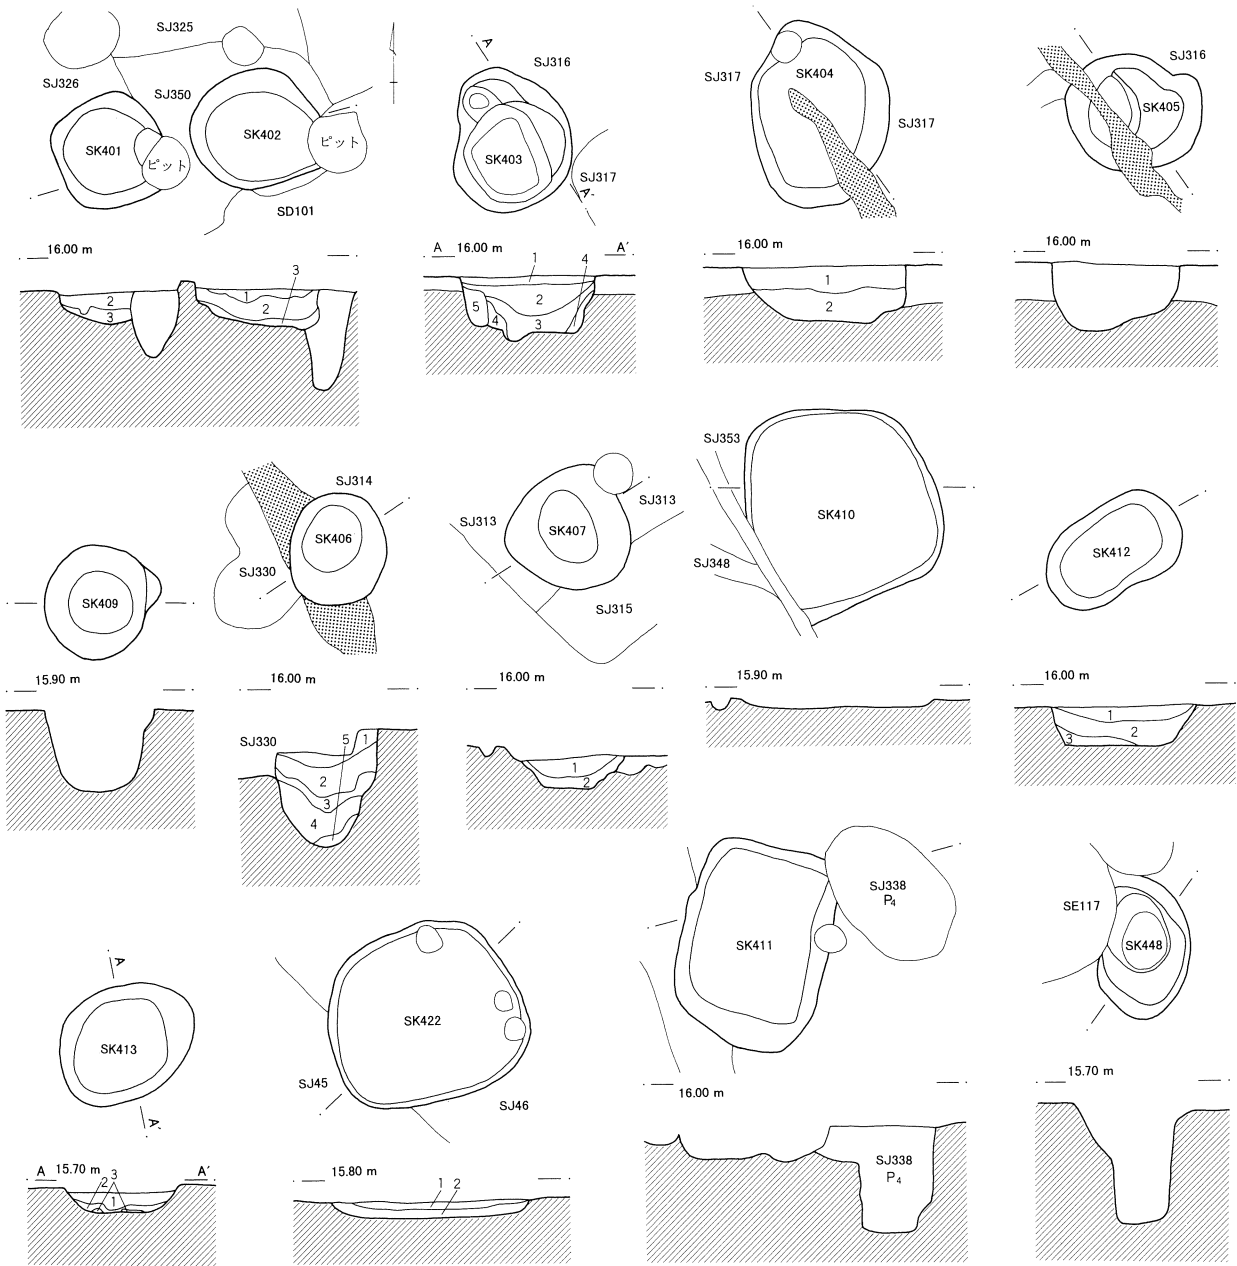 SJ325
SJ326
SJ350
SK401
SK402
ピット
ピット
SD101
A
SJ316
SK403
SJ317
A´
SJ317
SK404
SJ317
SJ316
SK405
16.00 m
1
2
2
3
2
3
A
16.00 m
A´
1
4
2
5
4
3
16.00 m
1
2
16.00 m
SK409
SJ314
SK406
SJ330
SJ313
SJ313
SK407
SJ315
SJ353
SK410
SJ348
SK412
15.90 m
16.00 m
SJ330
5
1
2
3
4
16.00 m
1
2
15.90 m
16.00 m
1
2
3
A
SK413
A´
SK422
SJ45
SJ46
SK411
SJ338
P4
SE117
SK448
A
15.70 m
A´
2
3
1
15.80 m
1
2
16.00 m
SJ338
P4
15.70 m